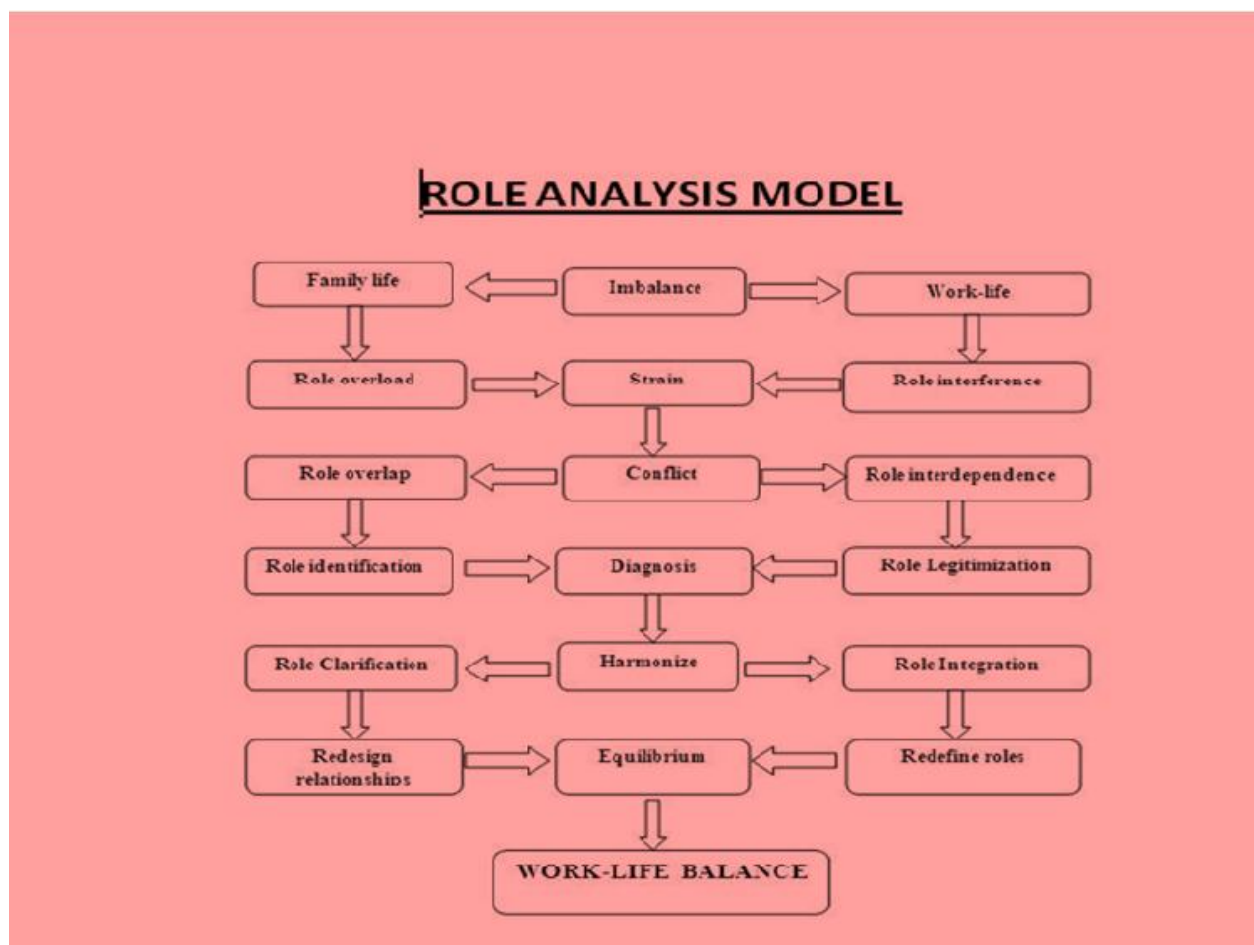 ROLE ANALYSIS MODEL
Family life
Imbalance
Work-life
Role overload
Strain
Role interference
Role overlap
Conflict
Role interdependence
Role identification
Diagnosis
Role Legitimization
Role Clarification
Harmonize
Role Integration
Redesign
relationships
Equilibrium
Redefine roles
WORK-LIFE BALANCE